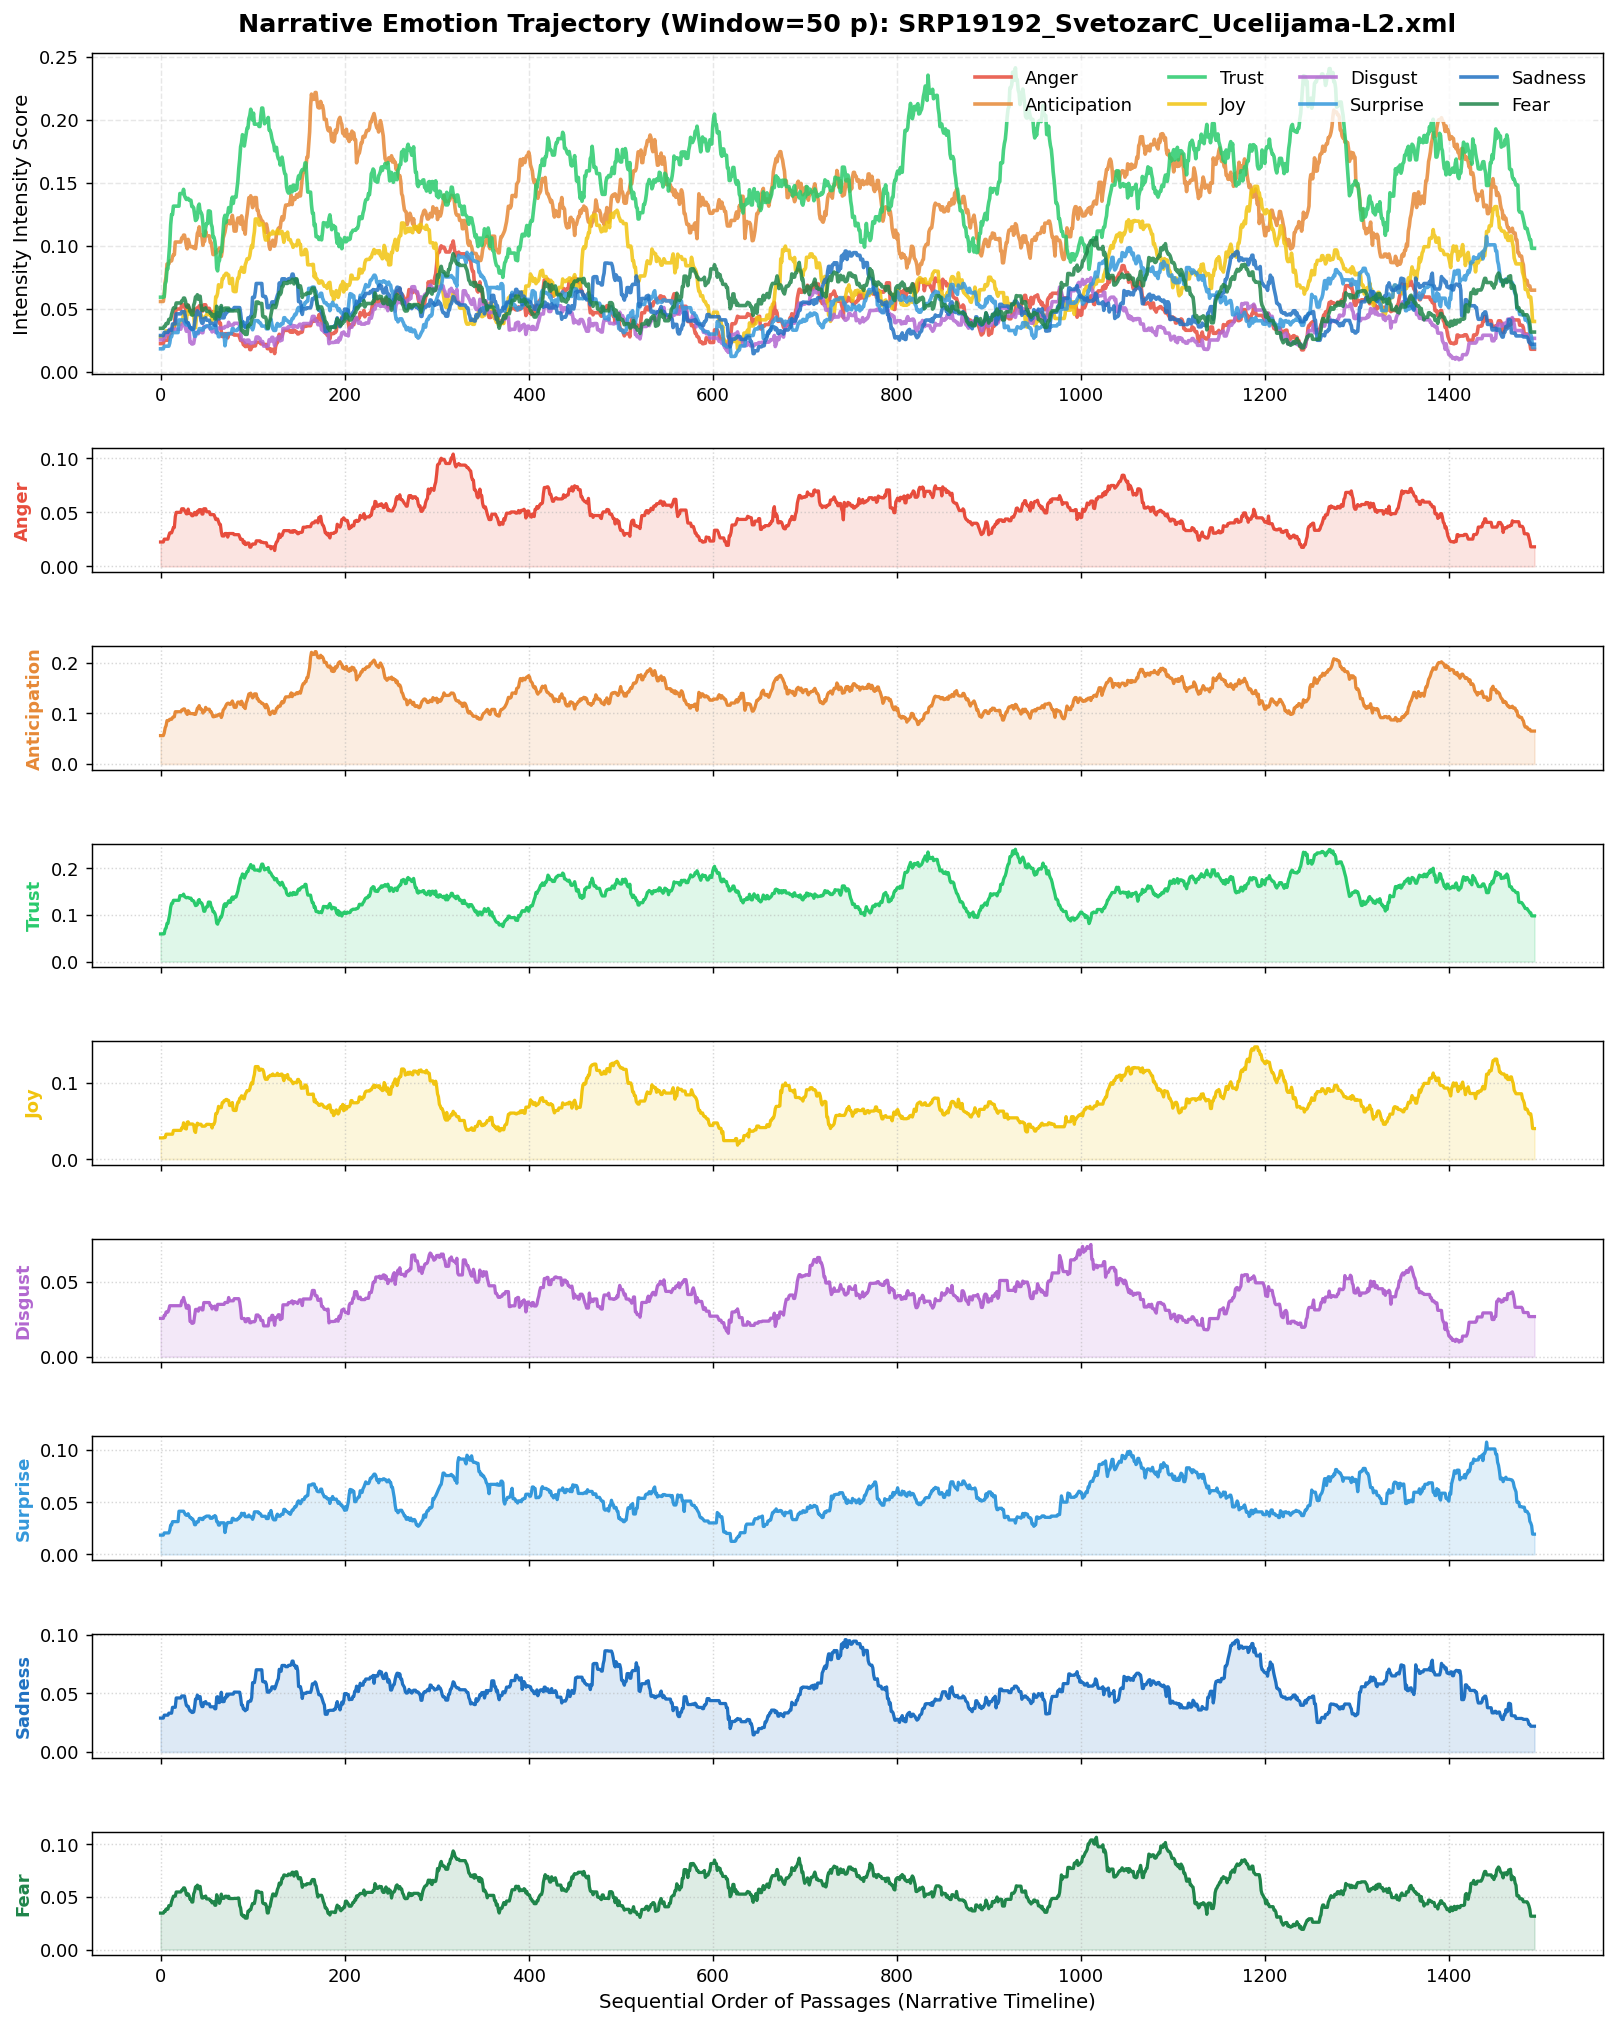 Narrative Emotion Trajectory (Window=50 p): SRP19192_SvetozarC_Ucelijama-L2.xml
Intensity Intensity Score
0.25
0.20
0.15
0.10
0.05
0.00
Anger Trust Disgust Sadness
Anticipation Joy Surprise Fear
0 200 400 600 800 1000 1200 1400
Anger
0.10
0.05
0.00
Anticipation
0.2
0.1
0.0
Trust
0.2
0.1
0.0
Joy
0.1
0.0
Disgust
0.05
0.00
Surprise
0.10
0.05
0.00
Sadness
0.10
0.05
0.00
Fear
0.10
0.05
0.00
0 200 400 600 800 1000 1200 1400
Sequential Order of Passages (Narrative Timeline)